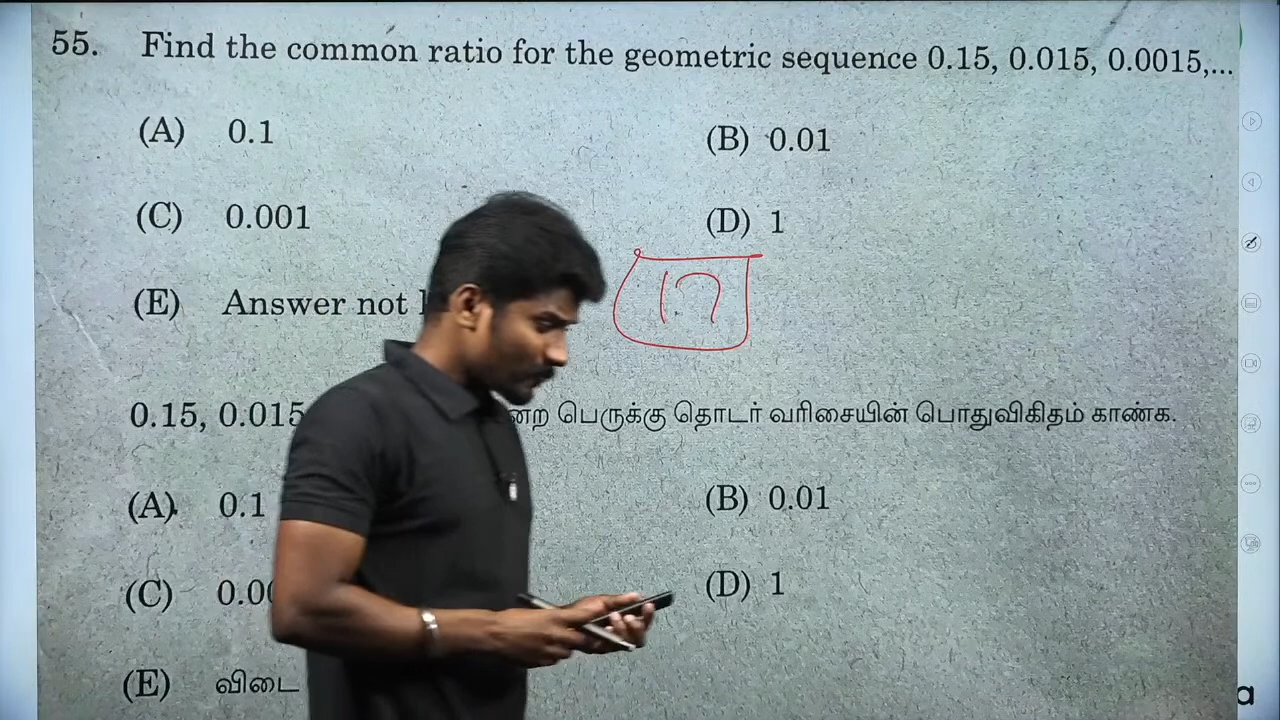 55. Find the common ratio for the geometric sequence 0.15, 0.015, 0.0015,...
(A) 0.1 (B) 0.01
(C) 0.001 (D) 1
17
(E) Answer not
0.15, 0.015 பெருக்கு தொடர் வரிசையின் பொதுவிகிதம் காண்க.
(A) 0.1 (B) 0.01
(C) (D) 1
(E) விடை
a